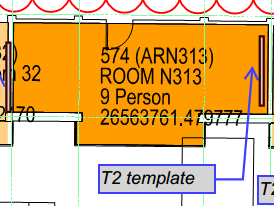 574 (ARN313)
ROOM N313
32
9 Person
26563761.479777
T2 template